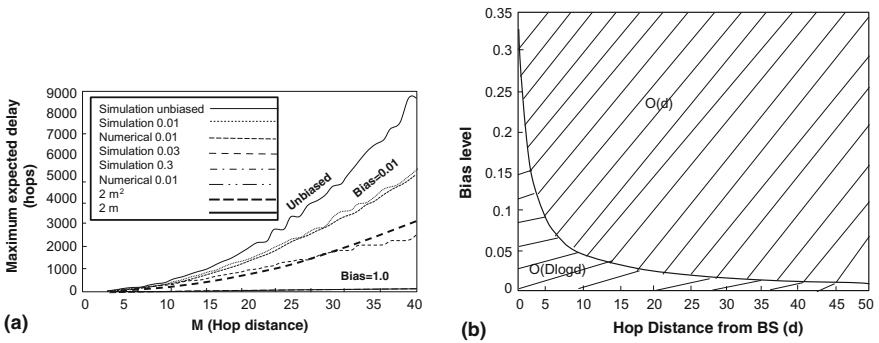 9000
8000
7000
6000
5000
4000
3000
2000
1000
0
Maximum expected delay
(hops)
Simulation unbiased
Simulation 0.01
Numerical 0.01
Simulation 0.03
Simulation 0.3
Numerical 0.01
2 m²
2 m
Unbiased
Bias=0.01
Bias=1.0
0 5 10 15 20 25 30 35 40
M (Hop distance)
(a)
0.35
0.3
0.25
0.2
0.15
0.1
0.05
0
Bias level
O(d)
O(Dlogd)
0 5 10 15 20 25 30 35 40 45 50
Hop Distance from BS (d)
(b)